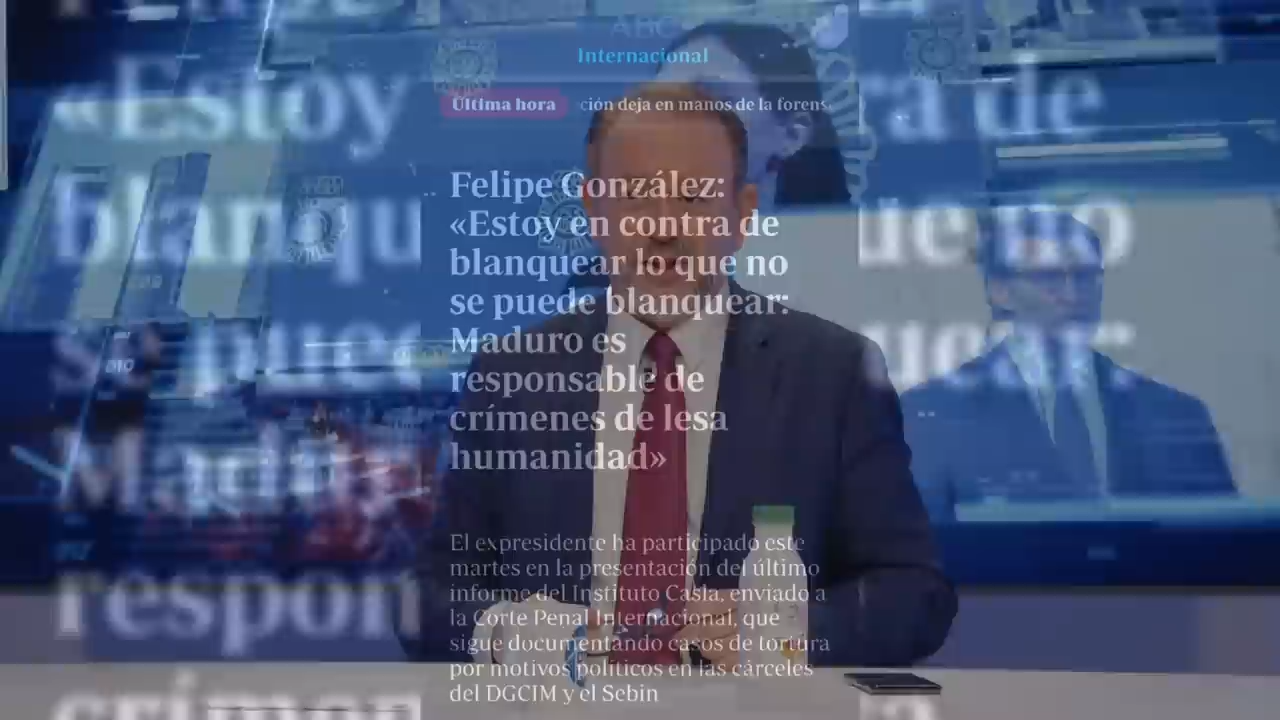 ABC
Internacional
Última hora ción deja en manos de la forens
Felipe González:
«Estoy en contra de
blanquear lo que no
se puede blanquear:
Maduro es
responsable de
crímenes de lesa
humanidad»
El expresidente ha participado este
martes en la presentación del último
informe del Instituto Casla, enviado a
la Corte Penal Internacional, que
sigue documentando casos de tortura
por motivos políticos en las cárceles
del DGCIM y el Sebin